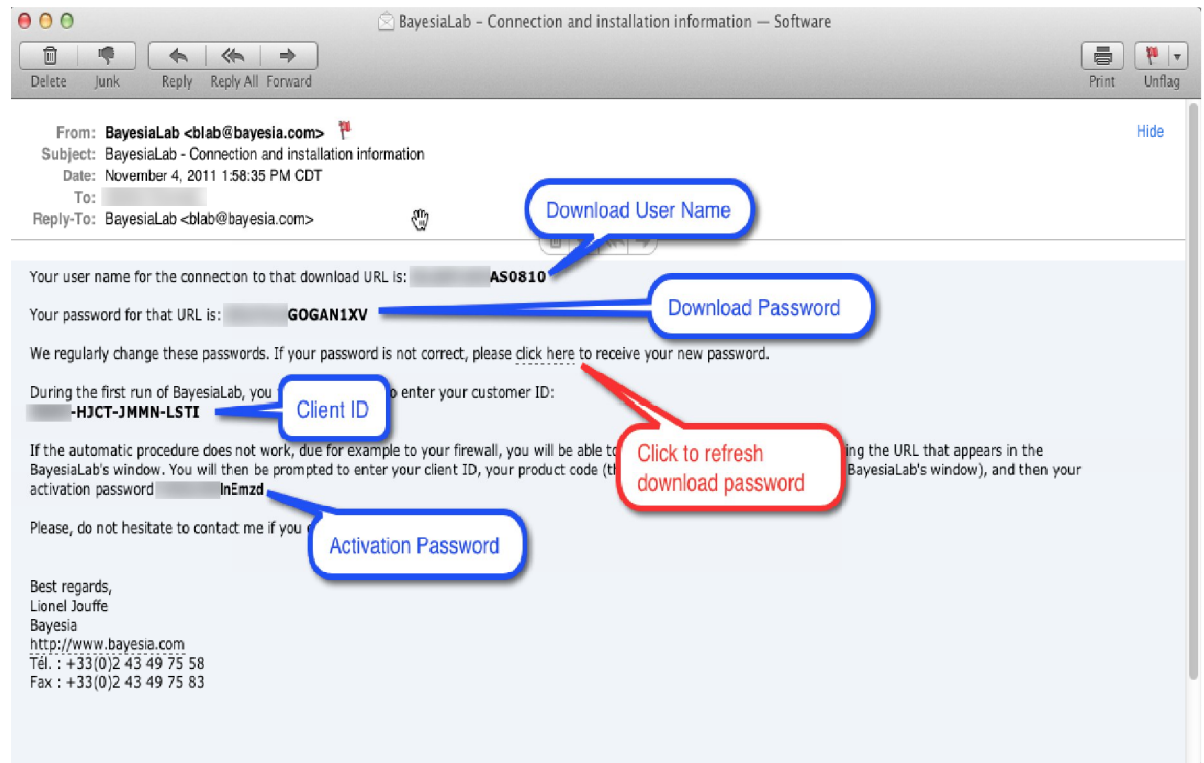 BayesiaLab - Connection and installation information — Software
Delete Junk Reply Reply All Forward Print Unflag
From: BayesiaLab <blab@bayesia.com> Hide
Subject: BayesiaLab - Connection and installation information
Date: November 4, 2011 1:58:35 PM CDT
To:
Reply-To: BayesiaLab <blab@bayesia.com>
Download User Name
Your user name for the connection to that download URL is: AS0810
Download Password
Your password for that URL is: GOGAN1XV
We regularly change these passwords. If your password is not correct, please click here to receive your new password.
During the first run of BayesiaLab, you o enter your customer ID:
-HJCT-JMMN-LSTI
Client ID
If the automatic procedure does not work, due for example to your firewall, you will be able to ing the URL that appears in the
BayesiaLab's window. You will then be prompted to enter your client ID, your product code (th BayesiaLab's window), and then your
activation password lnEmzd
Click to refresh
download password
Please, do not hesitate to contact me if you
Activation Password
Best regards,
Lionel Jouffe
Bayesia
http://www.bayesia.com
Tél. : +33(0)2 43 49 75 58
Fax : +33(0)2 43 49 75 83